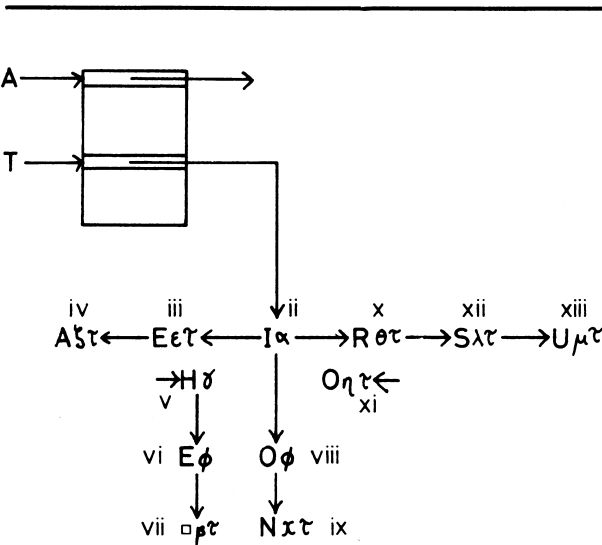 A
T
iv iii ii x xii xiii
Aζτ Eετ Iα Rθτ Sλτ Uμτ
Hγ Oητ
v xi
vi Eφ Oφ viii
vii □βτ Nχτ ix